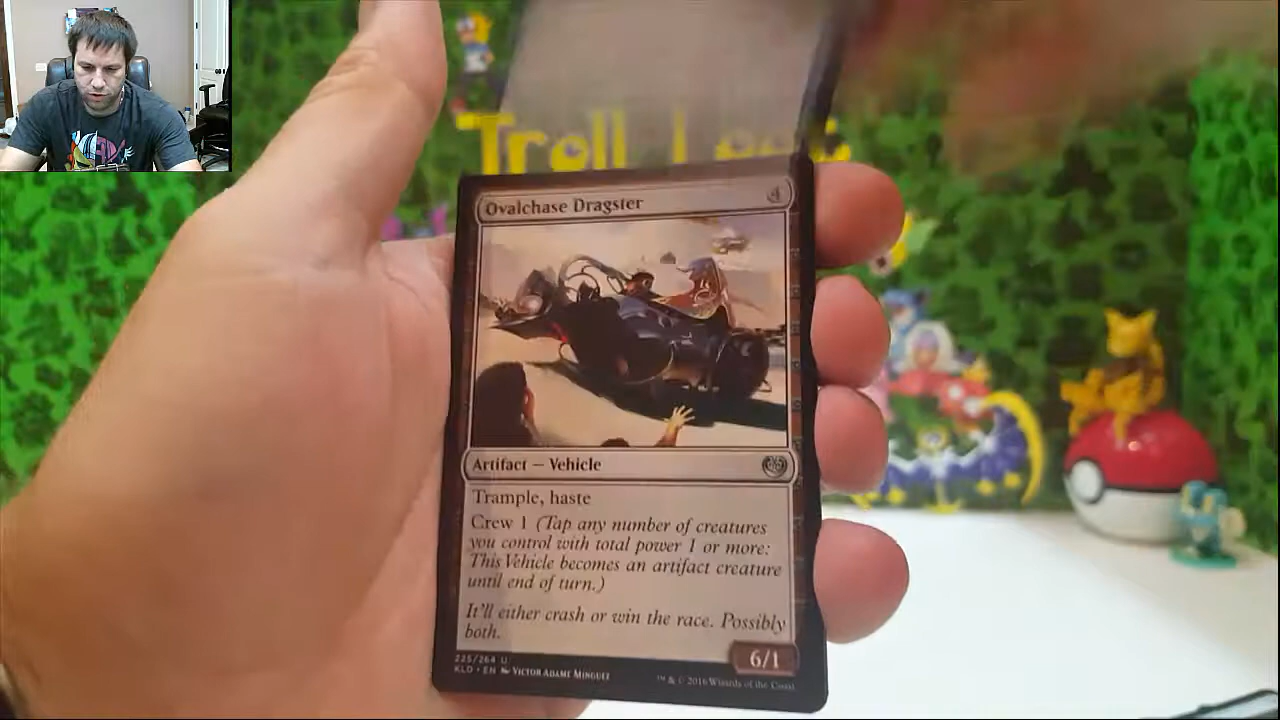 Troll
Ovalchase Dragster 4
Artifact — Vehicle
Trample, haste
Crew 1 (Tap any number of creatures
you control with total power 1 or more:
This Vehicle becomes an artifact creature
until end of turn.)
It'll either crash or win the race. Possibly
both.
6/1
225/264 U
KLD • EN Victor Adame Minguez
™ & © 2016 Wizards of the Coast